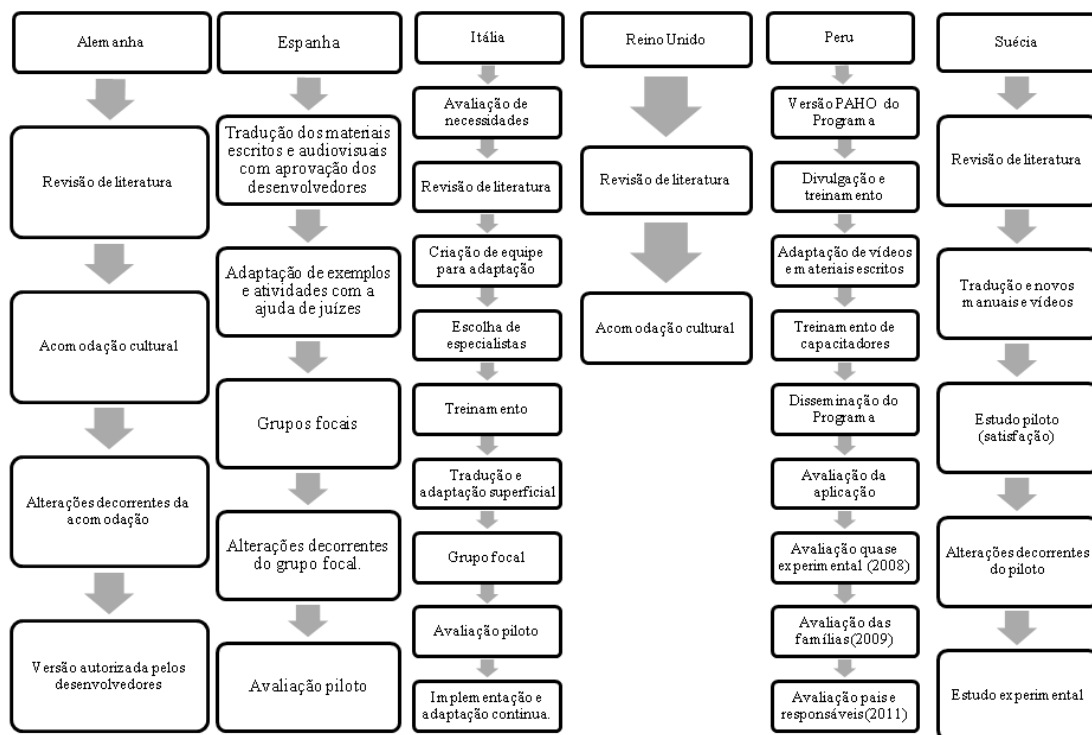 Alemanha
Revisão de literatura
Acomodação cultural
Alterações decorrentes da
acomodação
Versão autorizada pelos
desenvolvedores
Espanha
Tradução dos materiais
escritos e audiovisuais
com aprovação dos
desenvolvedores
Adaptação de exemplos
e atividades com a
ajuda de juízes
Grupos focais
Alterações decorrentes
do grupo focal.
Avaliação piloto
Itália
Avaliação de
necessidades
Revisão de literatura
Criação de equipe
para adaptação
Escolha de
especialistas
Treinamento
Tradução e
adaptação superficial
Grupo focal
Avaliação piloto
Implementação e
adaptação continua.
Reino Unido
Revisão de literatura
Acomodação cultural
Peru
Versão PAHO do
Programa
Divulgação e
treinamento
Adaptação de vídeos
e materiais escritos
Treinamento de
capacitadores
Disseminação do
Programa
Avaliação da
aplicação
Avaliação quase
experimental (2008)
Avaliação das
famílias(2009)
Avaliação pais e
responsáveis(2011)
Suécia
Revisão de literatura
Tradução e novos
manuais e vídeos
Estudo piloto
(satisfação)
Alterações decorrentes
do piloto
Estudo experimental